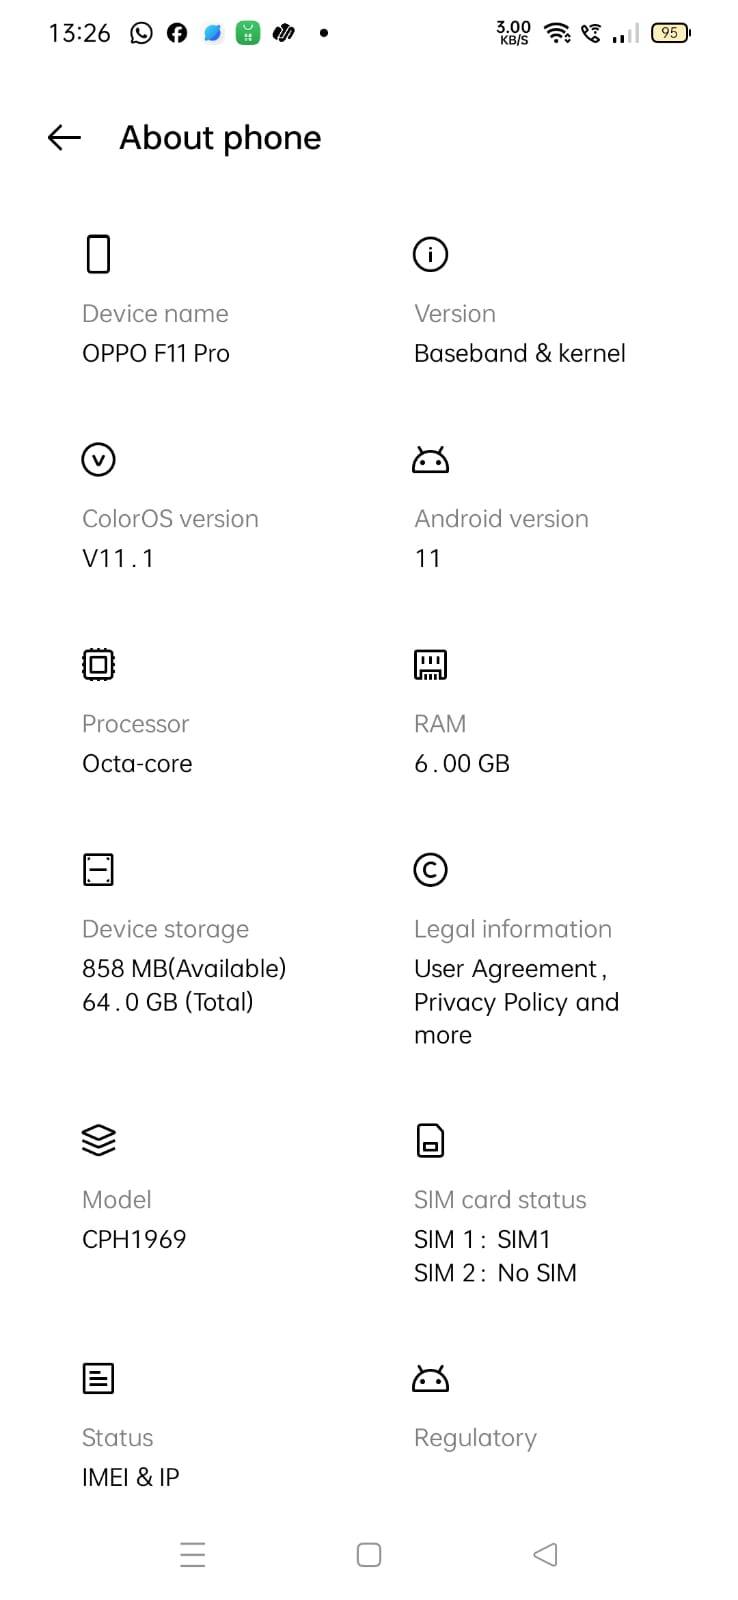 13:26
3.00
KB/S
95
About phone
Device name
OPPO F11 Pro
Version
Baseband & kernel
ColorOS version
V11.1
Android version
11
Processor
Octa-core
RAM
6.00 GB
Device storage
858 MB(Available)
64.0 GB (Total)
Legal information
User Agreement,
Privacy Policy and
more
Model
CPH1969
SIM card status
SIM 1: SIM1
SIM 2: No SIM
Status
IMEI & IP
Regulatory